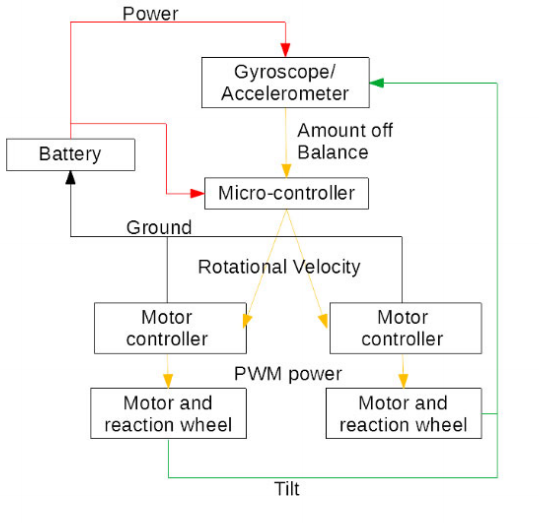 Power
Gyroscope/
Accelerometer
Amount off
Balance
Battery
Micro-controller
Ground
Rotational Velocity
Motor
controller
Motor
controller
PWM power
Motor and
reaction wheel
Motor and
reaction wheel
Tilt